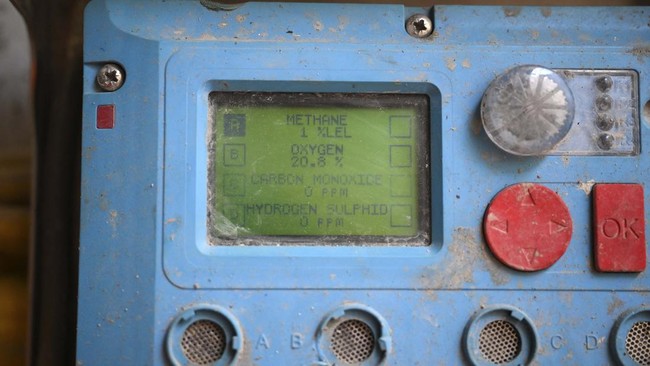 A METHANE
1 %LEL
B OXYGEN
20.8 %
CARBON MONOXIDE
0 PPM
HYDROGEN SULPHID
0 PPM
OK
A B C D